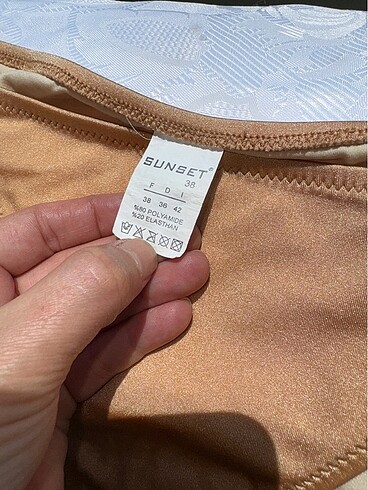 SUNSET®
38
F D I
38 36 42
%80 POLYAMIDE
%20 ELASTHAN